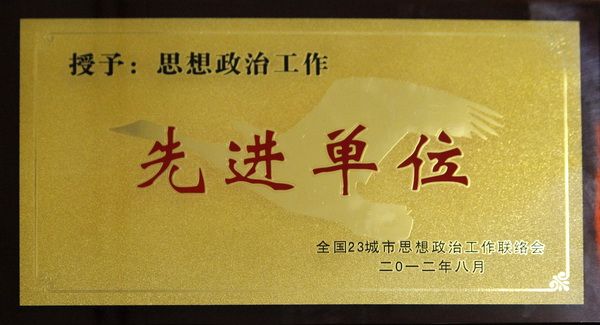 授予：思想政治工作
先进单位
全国23城市思想政治工作联络会
二0一二年八月